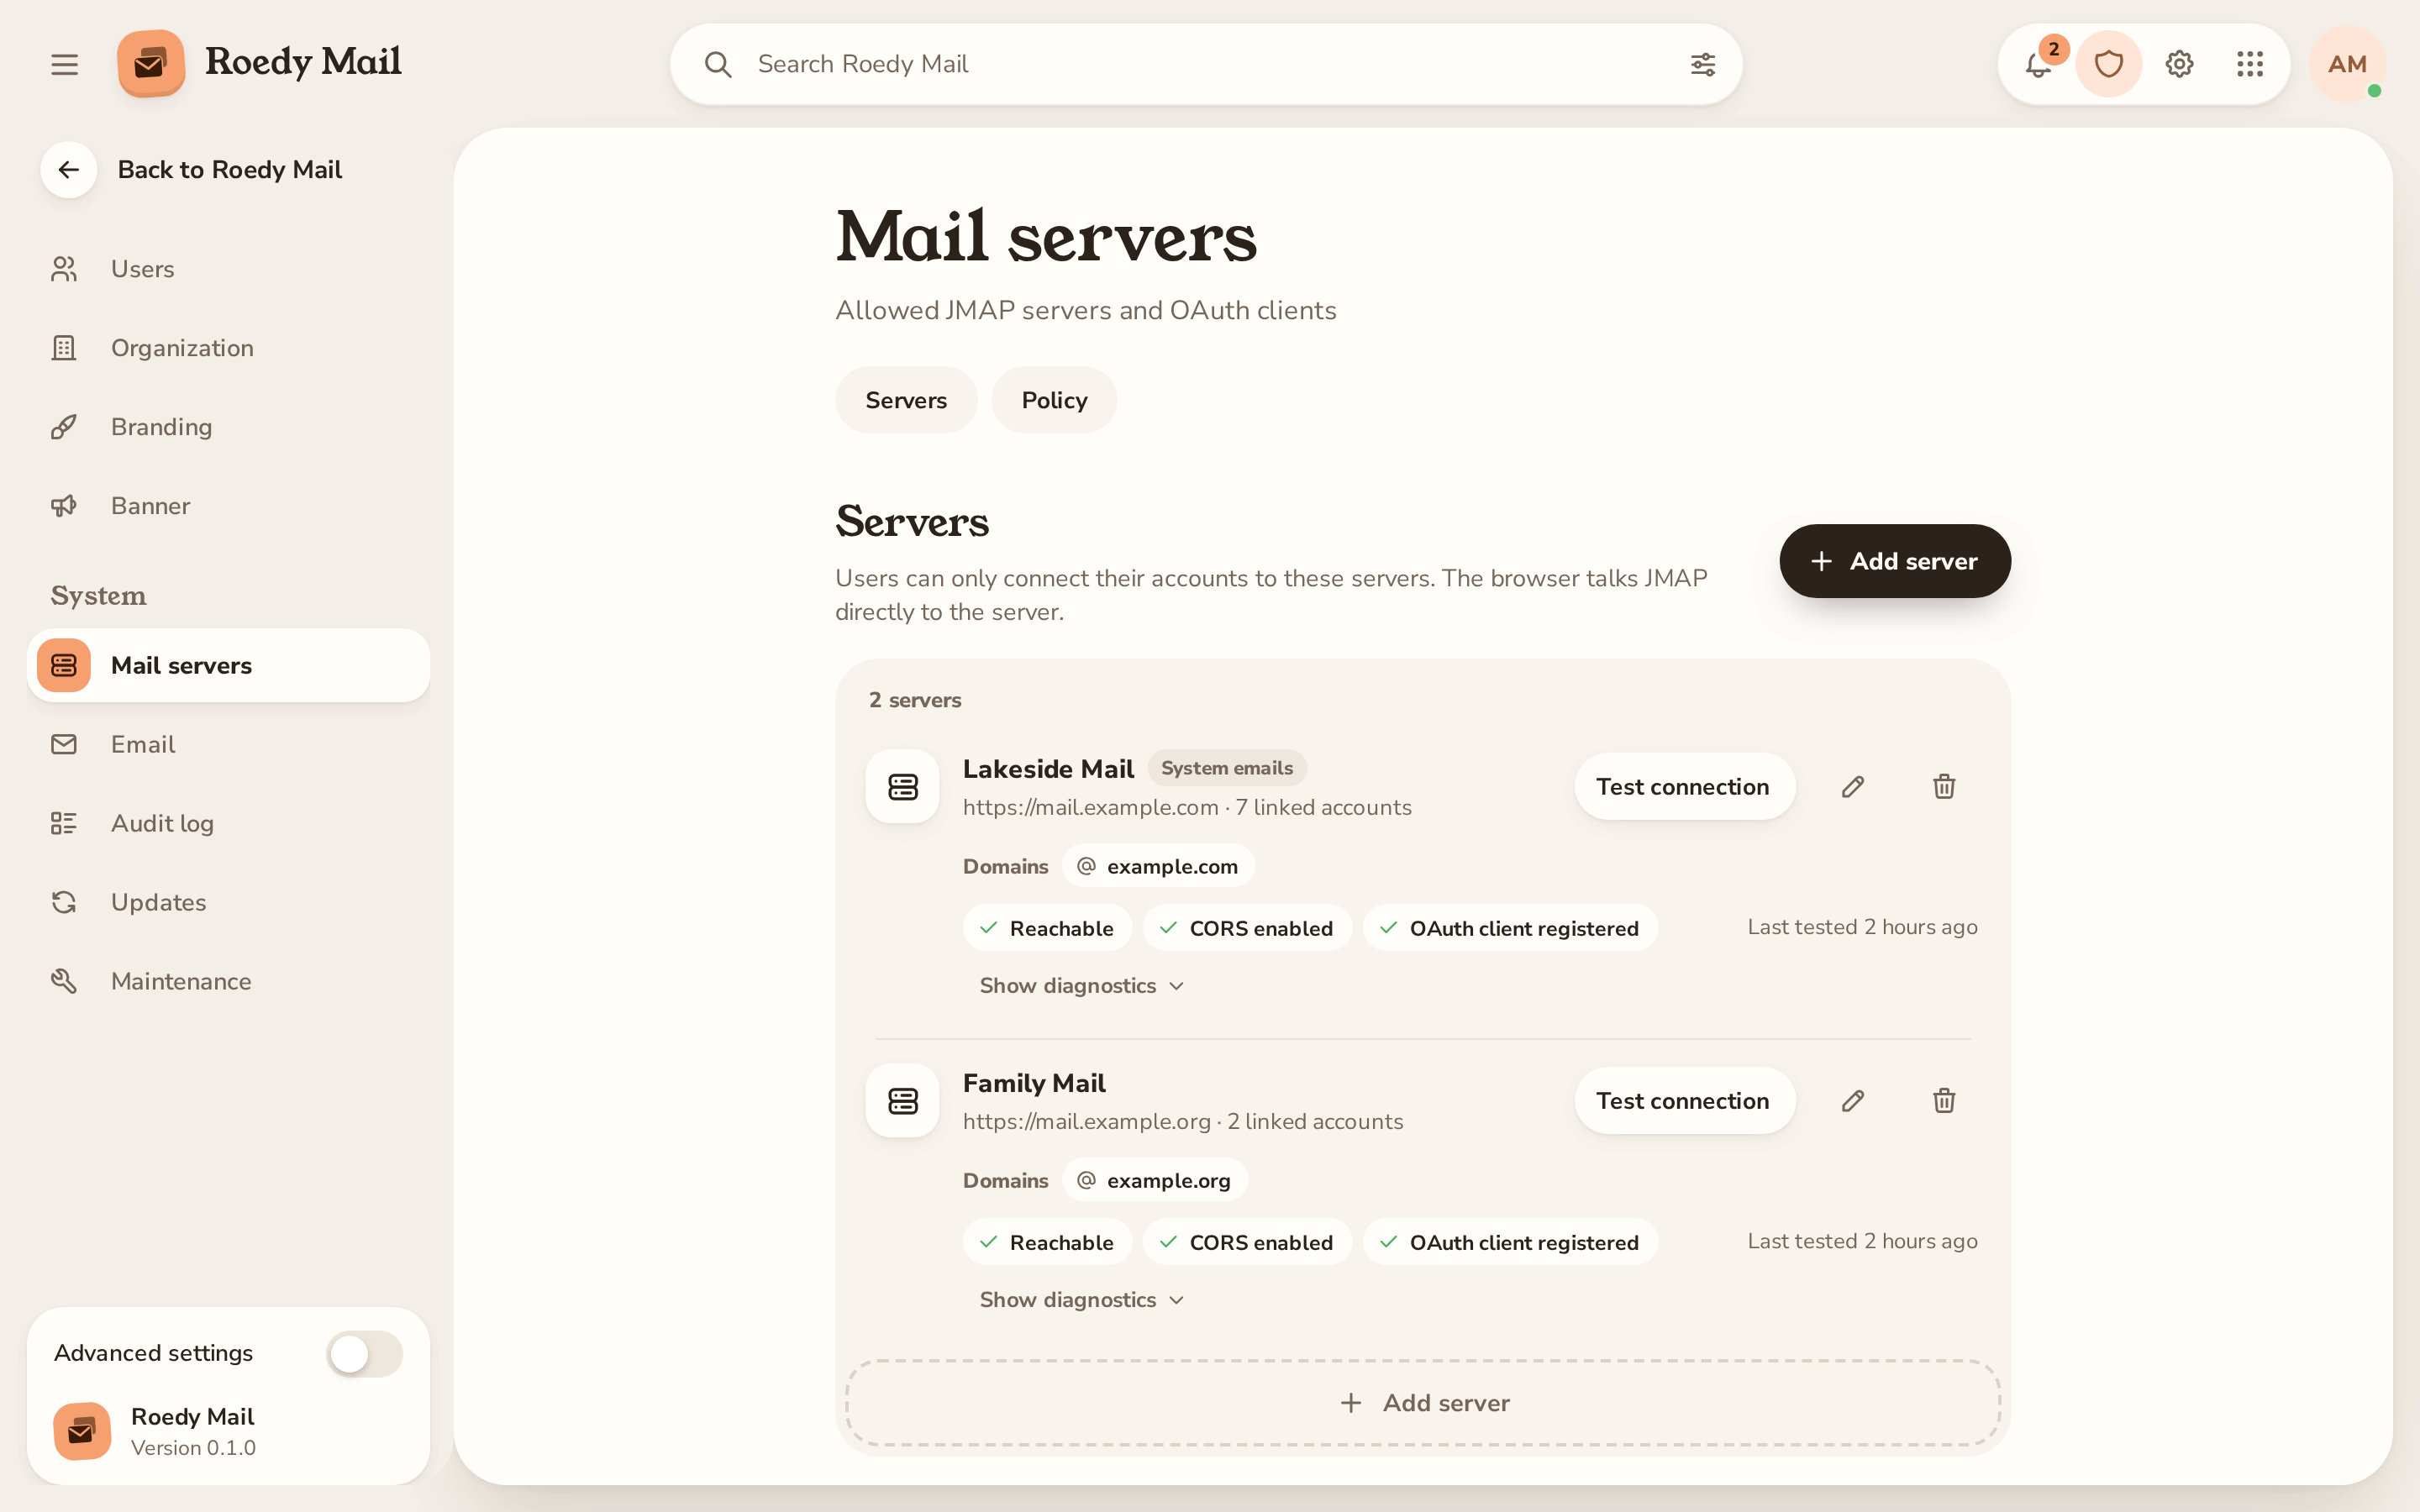 Roedy Mail
Search Roedy Mail
2
AM
Back to Roedy Mail
Users
Organization
Branding
Banner
System
Mail servers
Email
Audit log
Updates
Maintenance
Advanced settings
Roedy Mail
Version 0.1.0
Mail servers
Allowed JMAP servers and OAuth clients
Servers
Policy
Servers
Users can only connect their accounts to these servers. The browser talks JMAP
directly to the server.
Add server
2 servers
Lakeside Mail
System emails
https://mail.example.com · 7 linked accounts
Test connection
Domains
@ example.com
Reachable
CORS enabled
OAuth client registered
Last tested 2 hours ago
Show diagnostics
Family Mail
https://mail.example.org · 2 linked accounts
Test connection
Domains
@ example.org
Reachable
CORS enabled
OAuth client registered
Last tested 2 hours ago
Show diagnostics
Add server